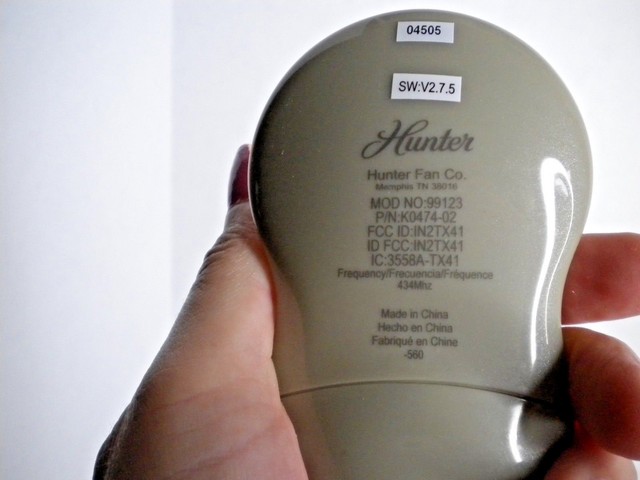 04505
SW:V2.7.5
Hunter
Hunter Fan Co.
Memphis TN 38016
MOD NO:99123
P/N:K0474-02
FCC ID:IN2TX41
ID FCC:IN2TX41
IC:3558A-TX41
Frequency/Frecuencia/Fréquence
434Mhz
Made in China
Hecho en China
Fabriqué en Chine
-560